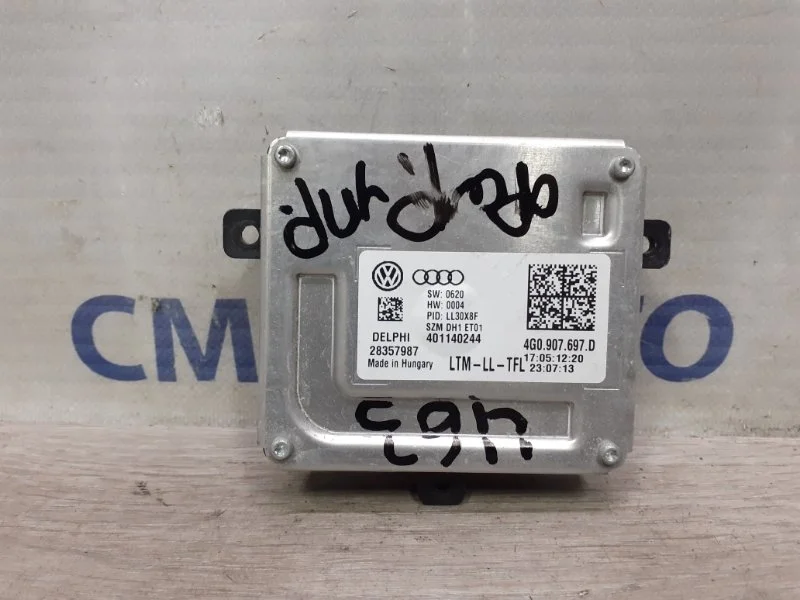 CM
SW: 0620
HW: 0004
PID: LL30X8F
SZM DH1 ET01
DELPHI 401140244
28357987
Made in Hungary
LTM-LL-TFL
4G0.907.697.D
17:05:12:20
23:07:13